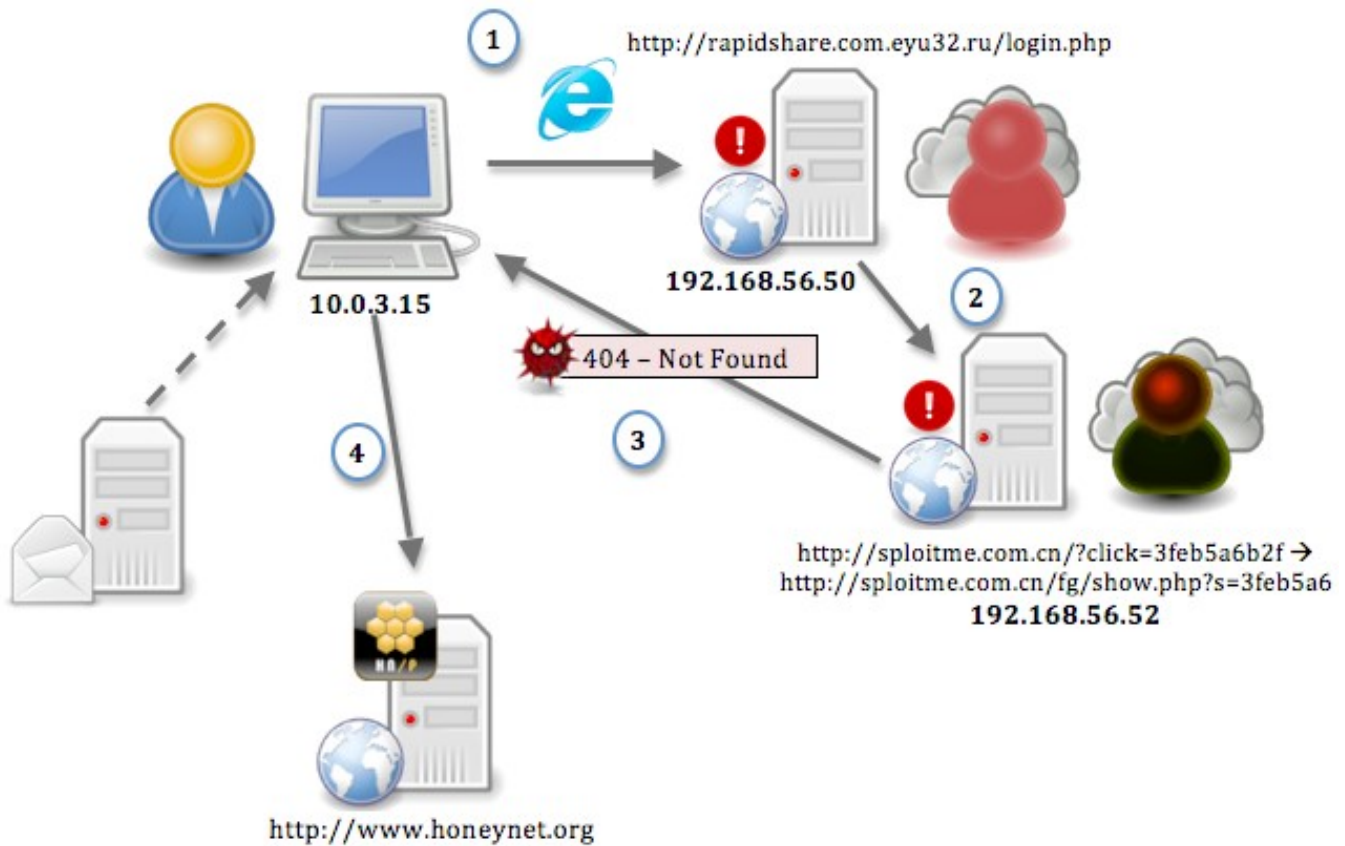 1
http://rapidshare.com.eyu32.ru/login.php
192.168.56.50
10.0.3.15
2
404 – Not Found
3
4
http://sploitme.com.cn/?click=3feb5a6b2f →
http://sploitme.com.cn/fg/show.php?s=3feb5a6
192.168.56.52
HN/P
http://www.honeynet.org